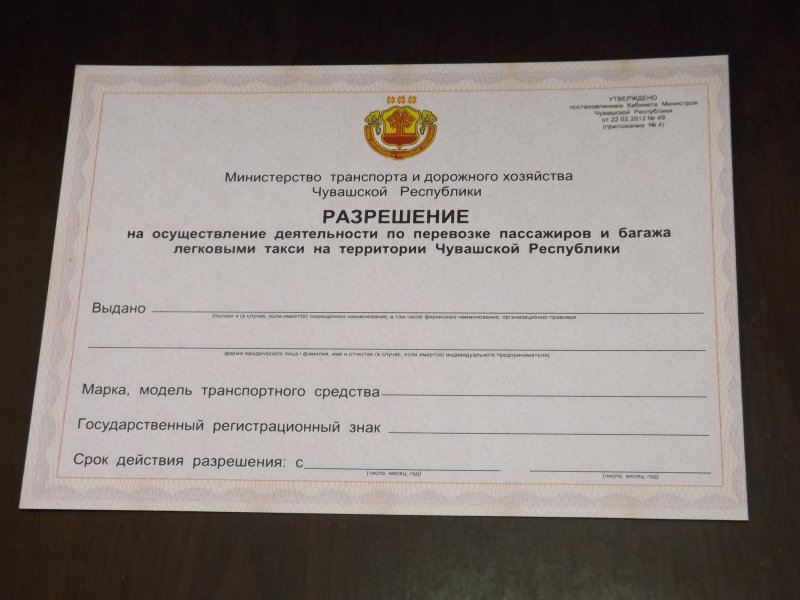 УТВЕРЖДЕНО
постановлением Кабинета Министров
Чувашской Республики
от 22.02.2012 № 49
(приложение № 4)
Министерство транспорта и дорожного хозяйства
Чувашской Республики
РАЗРЕШЕНИЕ
на осуществление деятельности по перевозке пассажиров и багажа
легковыми такси на территории Чувашской Республики
Выдано
(полное и (в случае, если имеется) сокращенное наименование, в том числе фирменное наименование, организационно-правовая
форма юридического лица / фамилия, имя и отчество (в случае, если имеется) индивидуального предпринимателя)
Марка, модель транспортного средства
Государственный регистрационный знак
Срок действия разрешения: с
(число, месяц, год) (число, месяц, год)